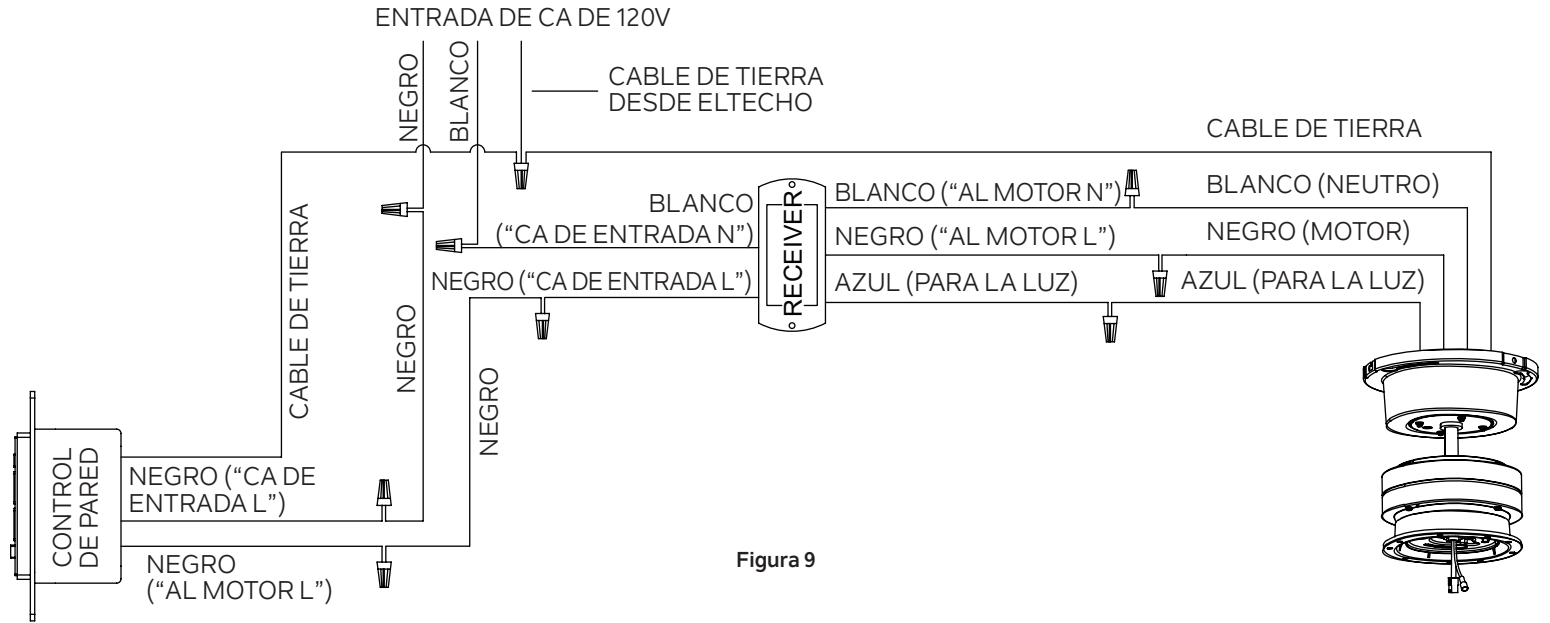 ENTRADA DE CA DE 120V
NEGRO
BLANCO
CABLE DE TIERRA
DESDE ELTECHO
CABLE DE TIERRA
BLANCO
("CA DE ENTRADA N")
NEGRO ("CA DE ENTRADA L")
RECEIVER
BLANCO ("AL MOTOR N")
BLANCO (NEUTRO)
NEGRO ("AL MOTOR L")
NEGRO (MOTOR)
AZUL (PARA LA LUZ)
AZUL (PARA LA LUZ)
CABLE DE TIERRA
NEGRO
NEGRO
CONTROL
DE PARED
NEGRO ("CA DE
ENTRADA L")
NEGRO
("AL MOTOR L")
Figura 9